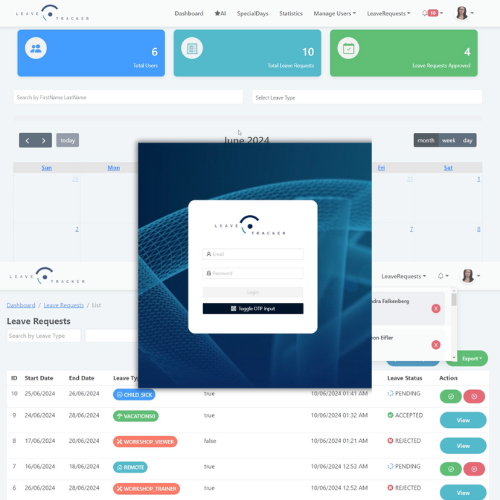 LEAVE TRACKER
Dashboard ★AI SpecialDays Statistics Manage Users LeaveRequests 10
6
Total Users
10
Total Leave Requests
4
Leave Requests Approved
Search by FirstName LastName
Select Leave Type
today
June 2024
month week day
Sun Mon Fri Sat
1
2 7 8
LEAVE TRACKER
Email
Password
Login
Toggle OTP Input
LEAVE TRACKER
LeaveRequests
Dashboard / Leave Requests / List
Falkenberg
Eifler
Leave Requests
Search by Leave Type
Export
ID Start Date End Date Leave Ty Leave Status Action
10 25/06/2024 26/06/2024 CHILD_SICK true 10/06/2024 01:41 AM PENDING
9 24/06/2024 28/06/2024 VACATION50 true 10/06/2024 01:32 AM ACCEPTED View
8 17/06/2024 20/06/2024 WORKSHOP_VIEWER false 10/06/2024 01:21 AM REJECTED View
7 16/06/2024 18/06/2024 REMOTE true 10/06/2024 12:53 AM PENDING
6 26/06/2024 28/06/2024 WORKSHOP_TRAINER true 10/06/2024 12:52 AM REJECTED View